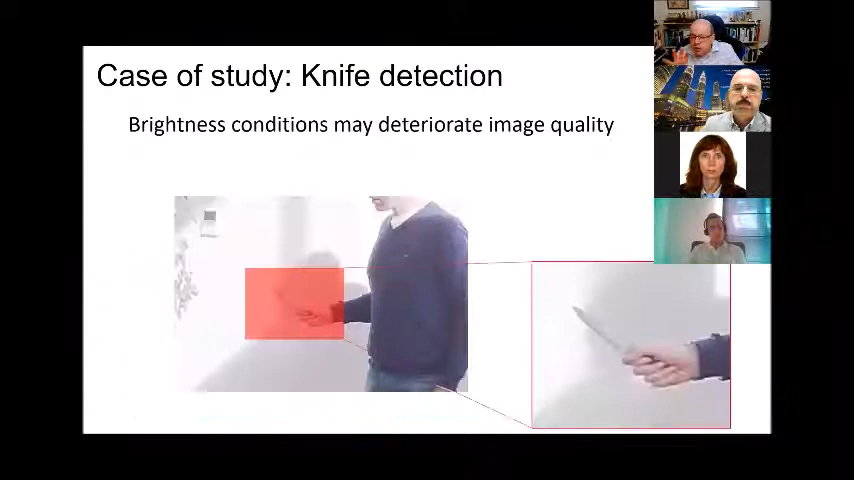 Case of study: Knife detection
Brightness conditions may deteriorate image quality